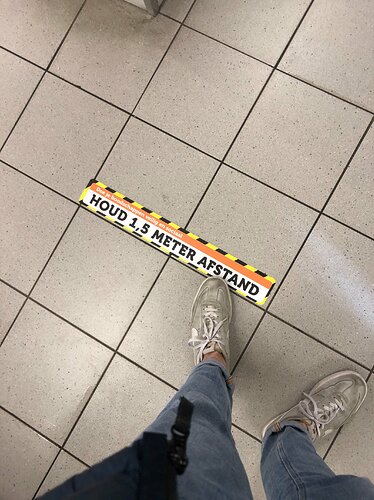 HOUD 1,5 METER AFSTAND